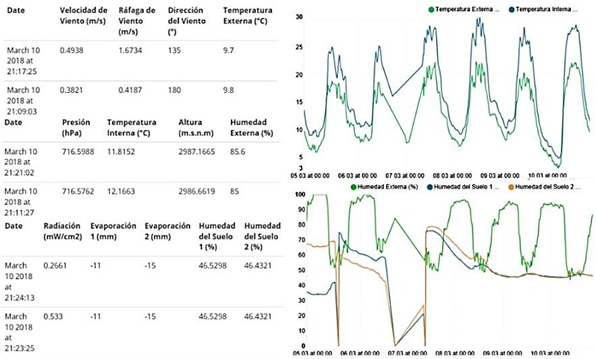 Date Velocidad de Viento (m/s) Ráfaga de Viento (m/s) Dirección del Viento (°) Temperatura Externa (°C)
March 10 2018 at 21:17:25 0.4938 1.6734 135 9.7
March 10 2018 at 21:09:03 0.3821 0.4187 180 9.8
Date Presión (hPa) Temperatura Interna (°C) Altura (m.s.n.m) Humedad Externa (%)
March 10 2018 at 21:21:02 716.5988 11.8152 2987.1665 85.6
March 10 2018 at 21:11:27 716.5762 12.1663 2986.6619 85
Date Radiación (mW/cm2) Evaporación 1 (mm) Evaporación 2 (mm) Humedad del Suelo 1 (%) Humedad del Suelo 2 (%)
March 10 2018 at 21:24:13 0.2661 -11 -15 46.5298 46.4321
March 10 2018 at 21:23:25 0.533 -11 -15 46.5298 46.4321
Temperatura Externa ... Temperatura Interna ...
30
25
20
15
10
5
3
05 03 at 00:00 06 03 at 00:00 07 03 at 00:00 08 03 at 00:00 09 03 at 00:00 10 03 at 00:00
Humedad Externa (%) Humedad del Suelo 1 ... Humedad del Suelo 2 ...
100
90
80
70
60
50
40
30
20
10
0
05 03 at 00:00 06 03 at 00:00 07 03 at 00:00 08 03 at 00:00 09 03 at 00:00 10 03 at 00:00